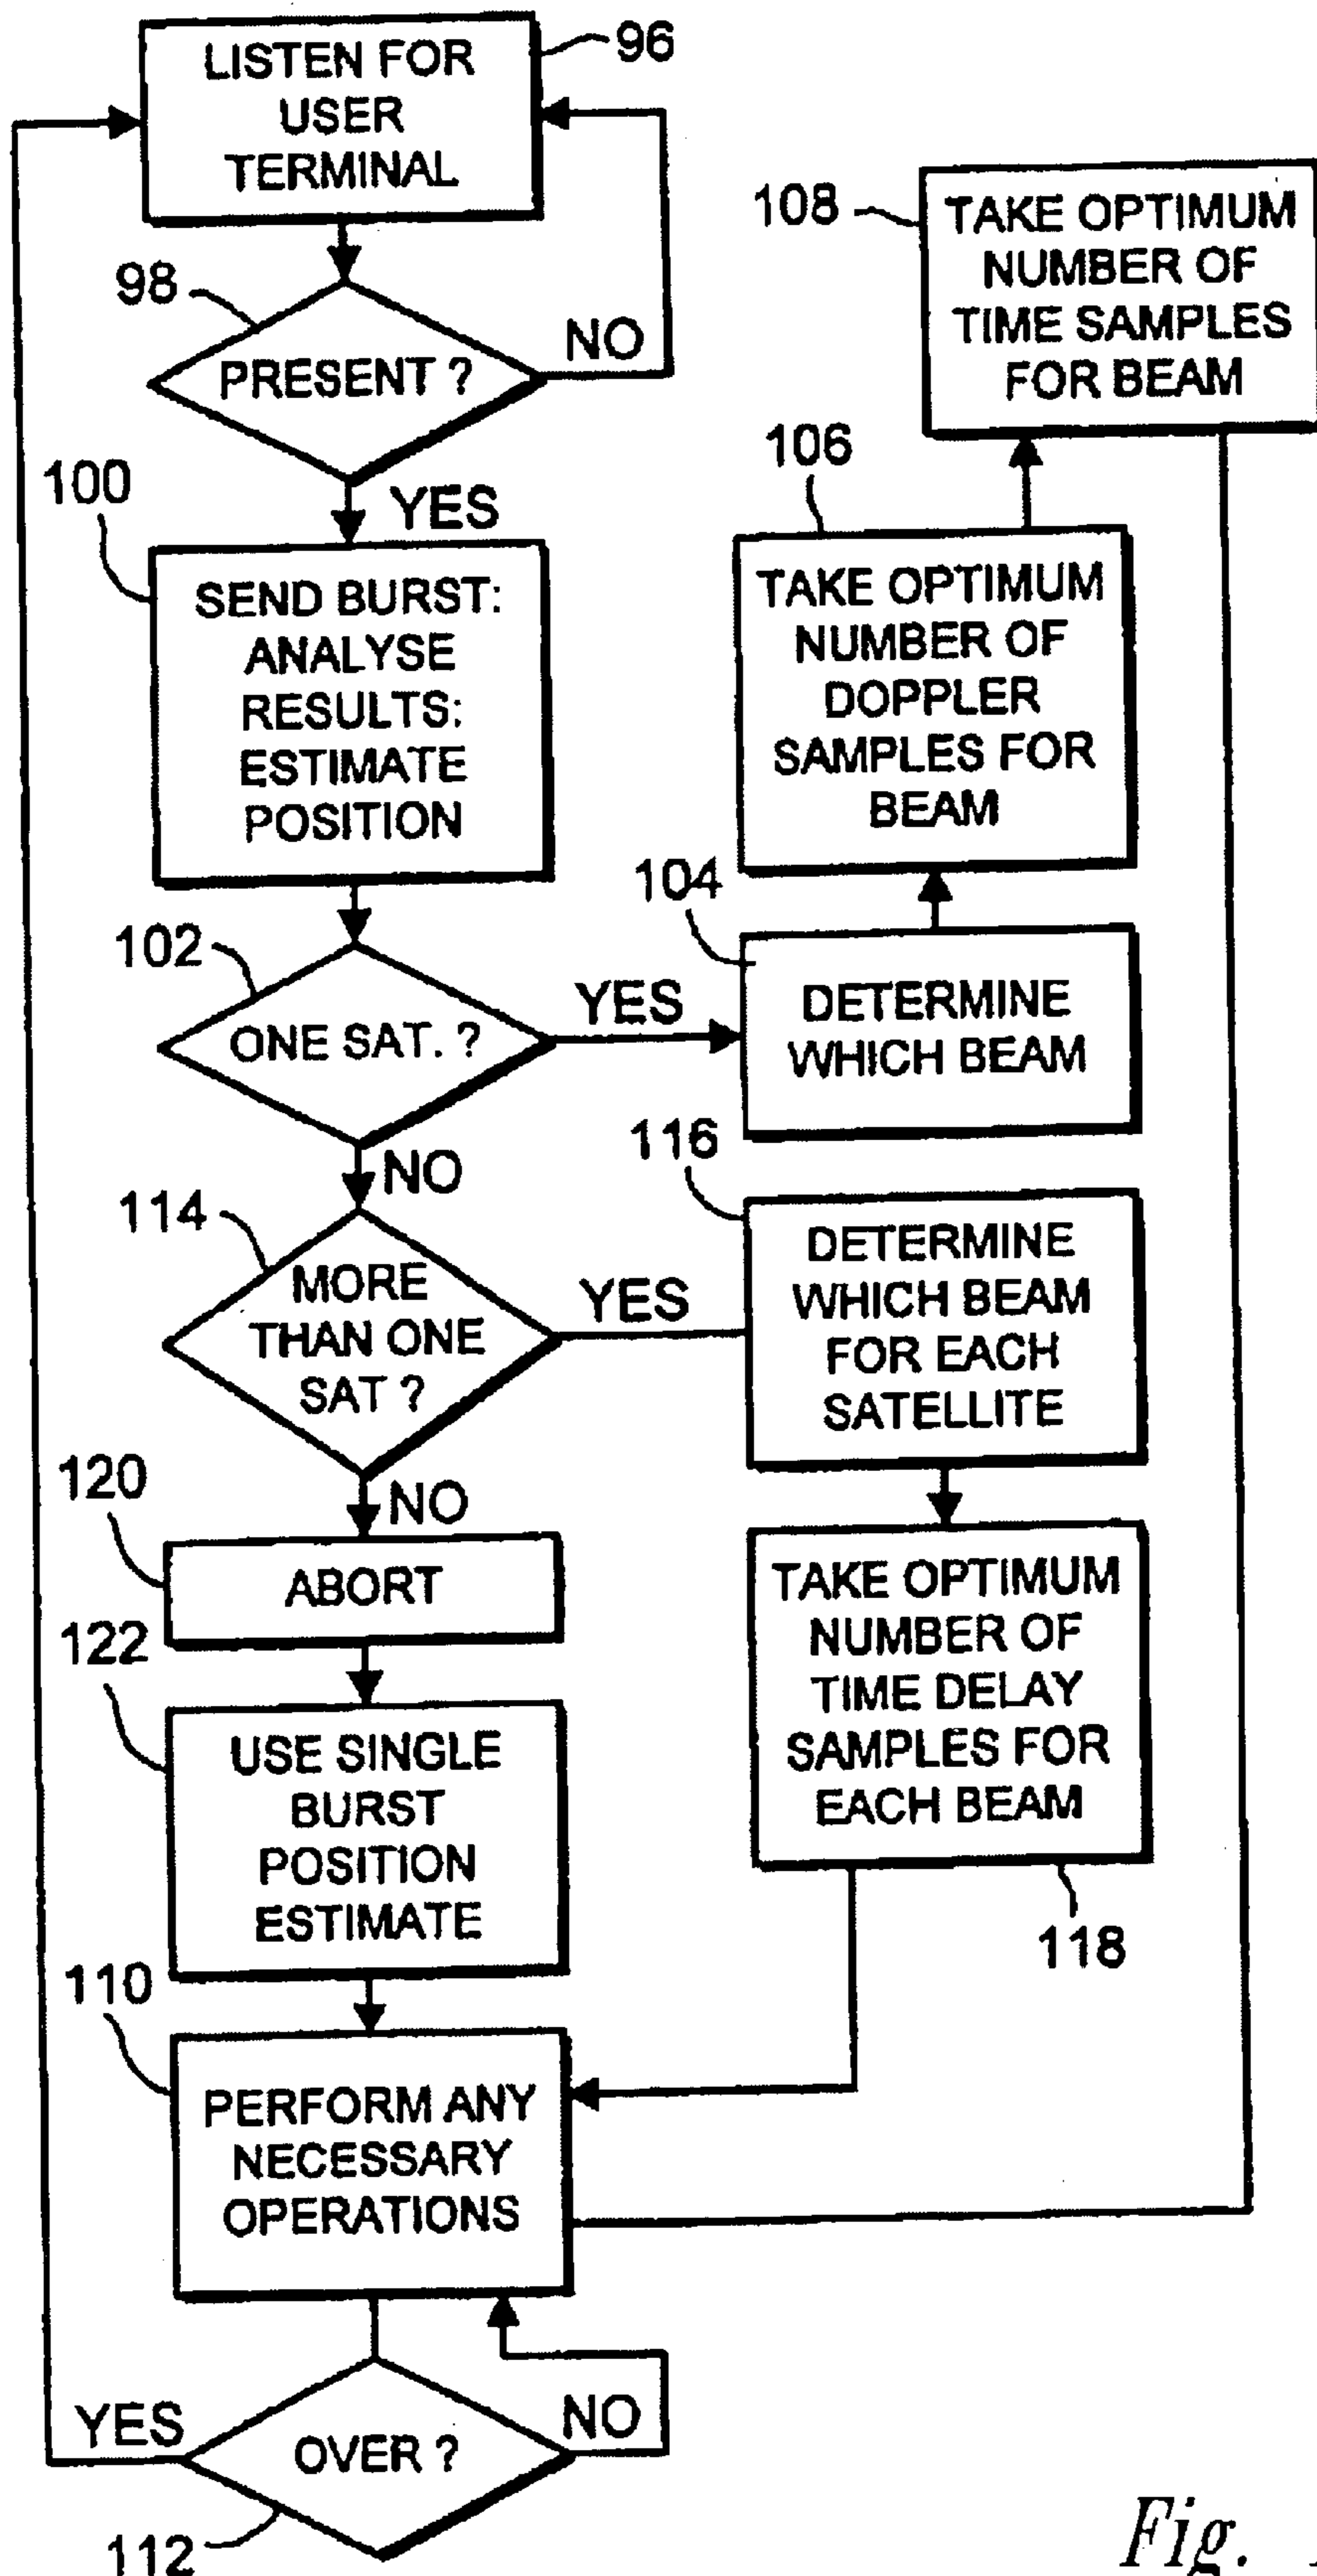 LISTEN FOR
USER
TERMINAL
96
98
PRESENT ?
NO
YES
100
SEND BURST:
ANALYSE
RESULTS:
ESTIMATE
POSITION
102
ONE SAT. ?
YES
NO
104
DETERMINE
WHICH BEAM
106
TAKE OPTIMUM
NUMBER OF
DOPPLER
SAMPLES FOR
BEAM
108
TAKE OPTIMUM
NUMBER OF
TIME SAMPLES
FOR BEAM
114
MORE
THAN ONE
SAT ?
YES
NO
116
DETERMINE
WHICH BEAM
FOR EACH
SATELLITE
TAKE OPTIMUM
NUMBER OF
TIME DELAY
SAMPLES FOR
EACH BEAM
118
120
ABORT
122
USE SINGLE
BURST
POSITION
ESTIMATE
110
PERFORM ANY
NECESSARY
OPERATIONS
YES
OVER ?
NO
112
Fig.